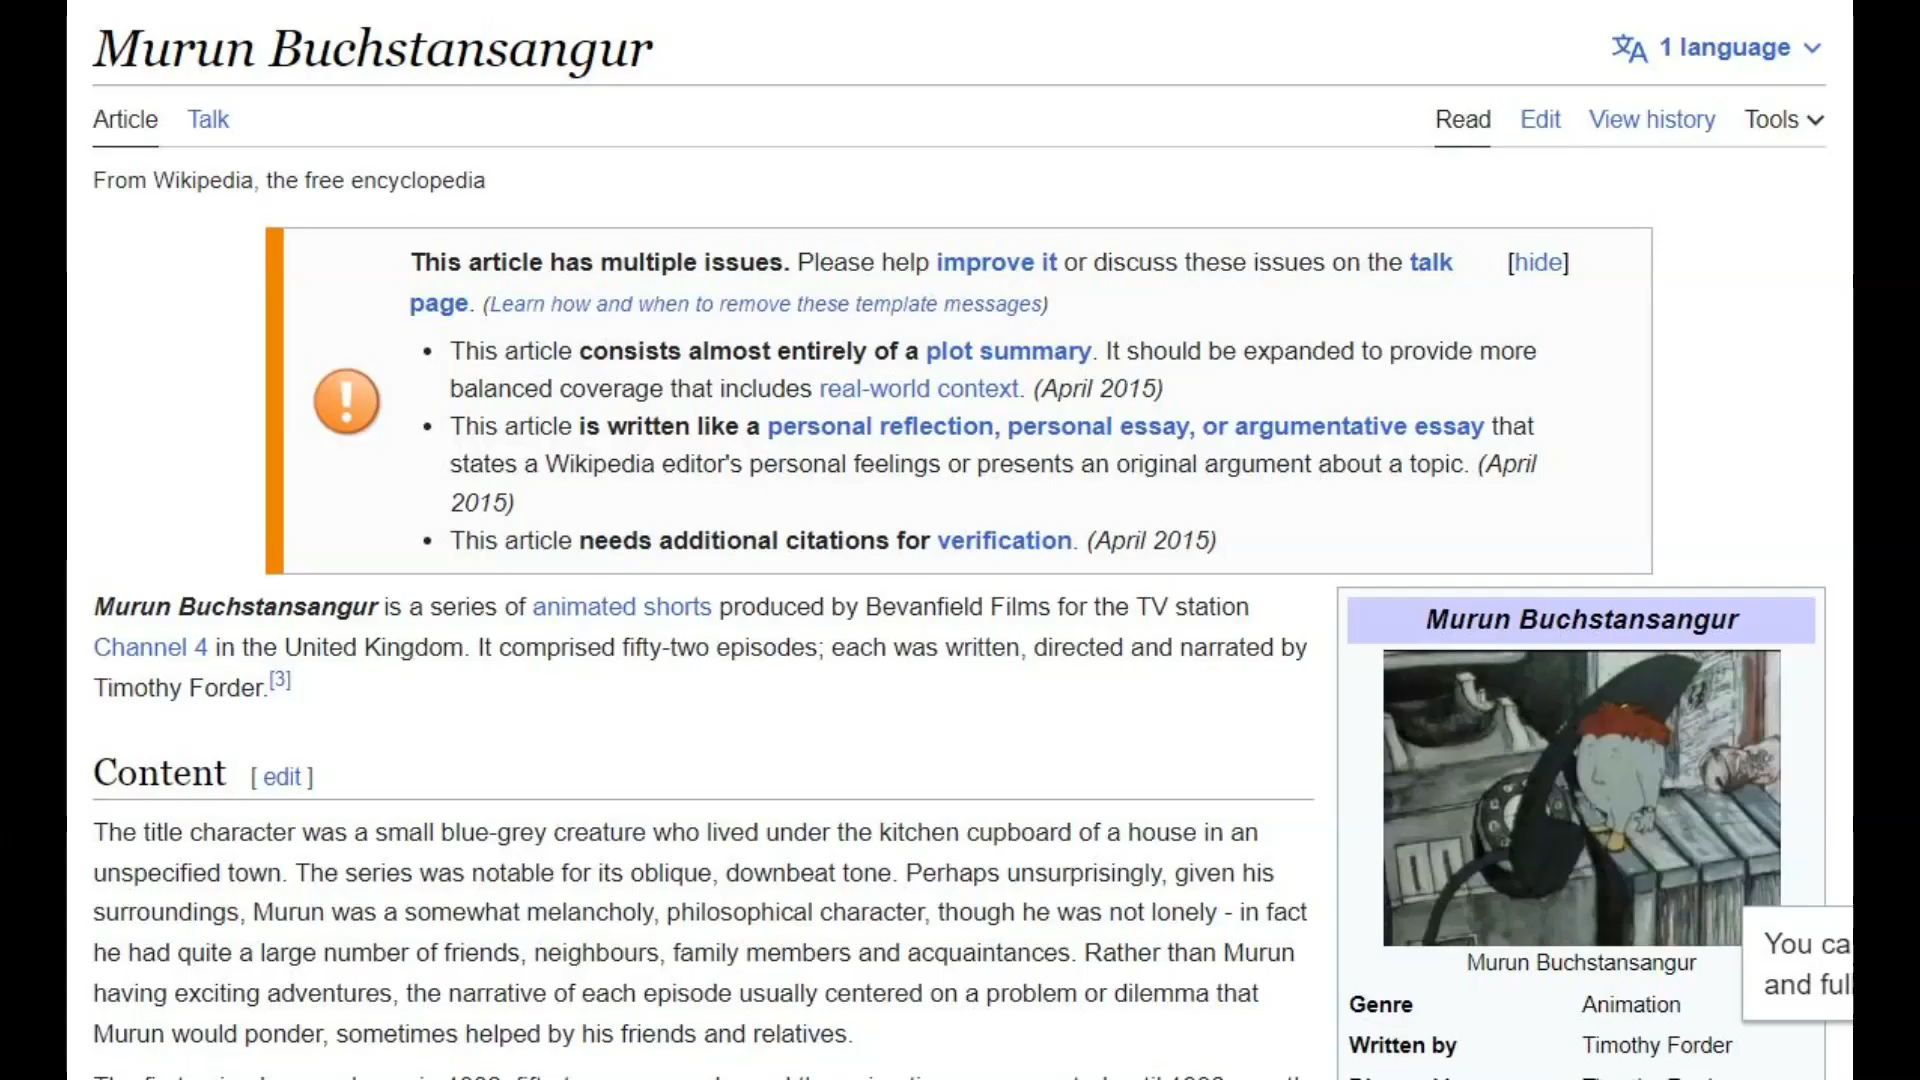 Murun Buchstansangur
1 language
Article Talk
Read Edit View history Tools
From Wikipedia, the free encyclopedia
This article has multiple issues. Please help improve it or discuss these issues on the talk [hide]
page. (Learn how and when to remove these template messages)
• This article consists almost entirely of a plot summary. It should be expanded to provide more
balanced coverage that includes real-world context. (April 2015)
• This article is written like a personal reflection, personal essay, or argumentative essay that
states a Wikipedia editor's personal feelings or presents an original argument about a topic. (April
2015)
• This article needs additional citations for verification. (April 2015)
Murun Buchstansangur is a series of animated shorts produced by Bevanfield Films for the TV station
Channel 4 in the United Kingdom. It comprised fifty-two episodes; each was written, directed and narrated by
Timothy Forder.[3]
Content [ edit ]
The title character was a small blue-grey creature who lived under the kitchen cupboard of a house in an
unspecified town. The series was notable for its oblique, downbeat tone. Perhaps unsurprisingly, given his
surroundings, Murun was a somewhat melancholy, philosophical character, though he was not lonely - in fact
he had quite a large number of friends, neighbours, family members and acquaintances. Rather than Murun
having exciting adventures, the narrative of each episode usually centered on a problem or dilemma that
Murun would ponder, sometimes helped by his friends and relatives.
Murun Buchstansangur
Murun Buchstansangur
Genre Animation
Written by Timothy Forder
You ca
and ful